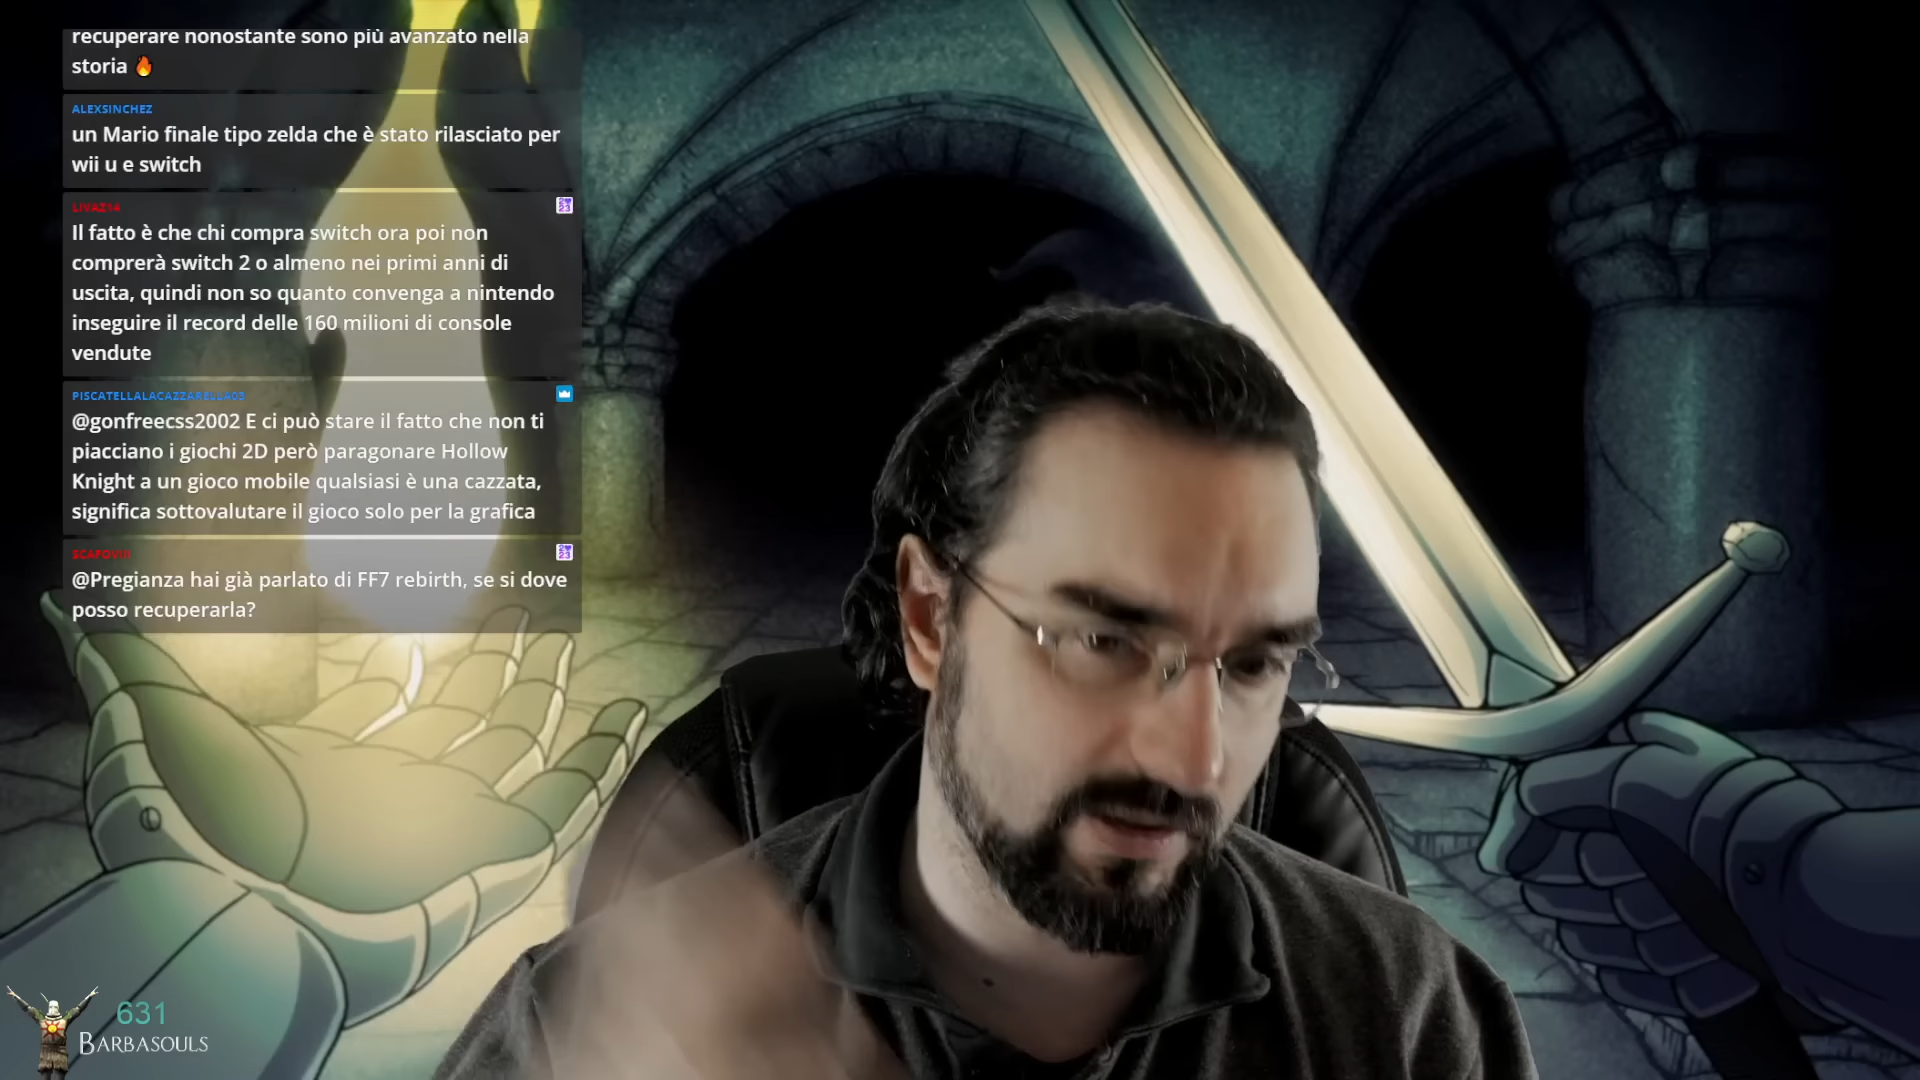 recuperare nonostante sono più avanzato nella
storia 🔥
ALEXSINCHEZ
un Mario finale tipo zelda che è stato rilasciato per
wii u e switch
LIVAZ14
Il fatto è che chi compra switch ora poi non
comprerà switch 2 o almeno nei primi anni di
uscita, quindi non so quanto convenga a nintendo
inseguire il record delle 160 milioni di console
vendute
PISCATELLALACAZZARELLA05
@gonfreecss2002 E ci può stare il fatto che non ti
piacciano i giochi 2D però paragonare Hollow
Knight a un gioco mobile qualsiasi è una cazzata,
significa sottovalutare il gioco solo per la grafica
@Pregianza hai già parlato di FF7 rebirth, se si dove
posso recuperarla?
631
BARBASOULS